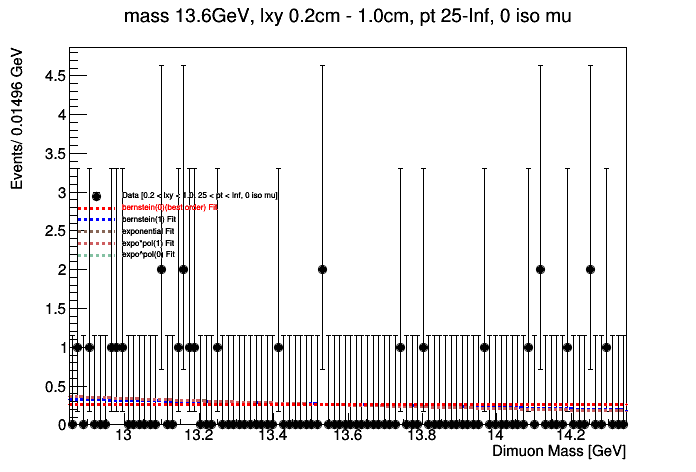 mass 13.6GeV, lxy 0.2cm - 1.0cm, pt 25-Inf, 0 iso mu
Events/ 0.01496 GeV
4.5
4
3.5
3
2.5
2
1.5
1
0.5
0
Data [0.2 < lxy < 1.0, 25 < pt < Inf, 0 iso mu]
bernstein(0)(best order) Fit
bernstein(1) Fit
exponential Fit
expo*pol(1) Fit
expo^pol(0) Fit
13 13.2 13.4 13.6 13.8 14 14.2
Dimuon Mass [GeV]